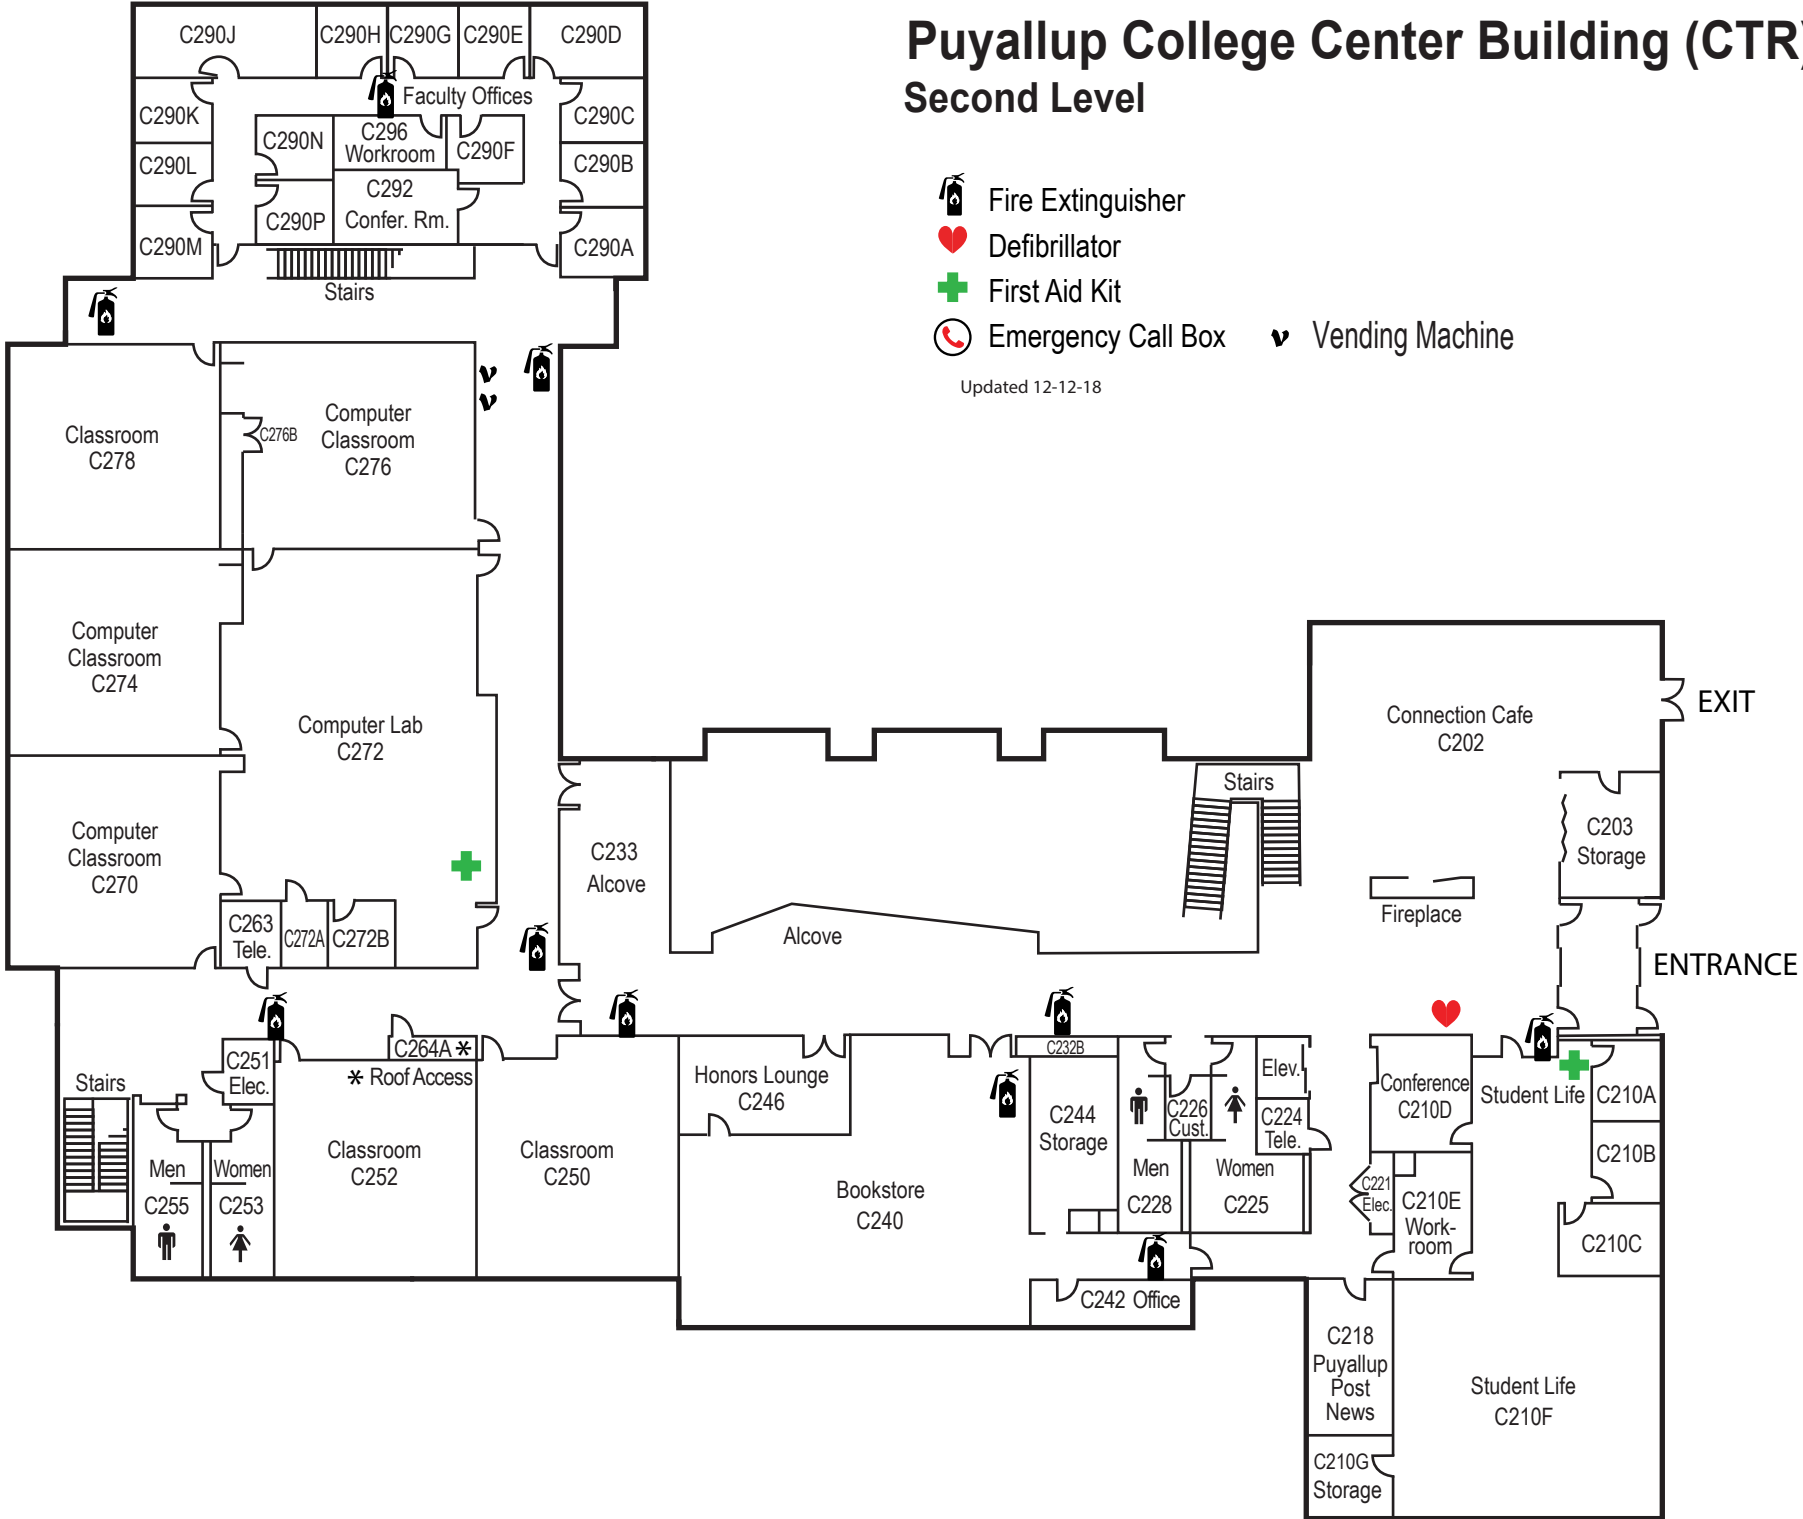 Puyallup College Center Building (CTR)
Second Level
Fire Extinguisher
Defibrillator
First Aid Kit
Emergency Call Box
Vending Machine
Updated 12-12-18
C290J
C290H
C290G
C290E
C290D
Faculty Offices
C290K
C290C
C290N
C296
Workroom
C290F
C290L
C290B
C292
Confer. Rm.
C290P
C290M
C290A
Stairs
Classroom
C278
C276B
Computer
Classroom
C276
Computer
Classroom
C274
Computer Lab
C272
Computer
Classroom
C270
C263
Tele.
C272A
C272B
C233
Alcove
Alcove
Stairs
Connection Cafe
C202
EXIT
C203
Storage
Fireplace
ENTRANCE
C251
Elec.
C264A *
* Roof Access
Stairs
Men
C255
Women
C253
Classroom
C252
Classroom
C250
Honors Lounge
C246
Bookstore
C240
C232B
C244
Storage
Men
C228
C226
Cust.
Women
C225
Elev.
C224
Tele.
C242 Office
Conference
C210D
Student Life
C210A
C210B
C221
Elec.
C210E
Work-
room
C210C
C218
Puyallup
Post
News
Student Life
C210F
C210G
Storage